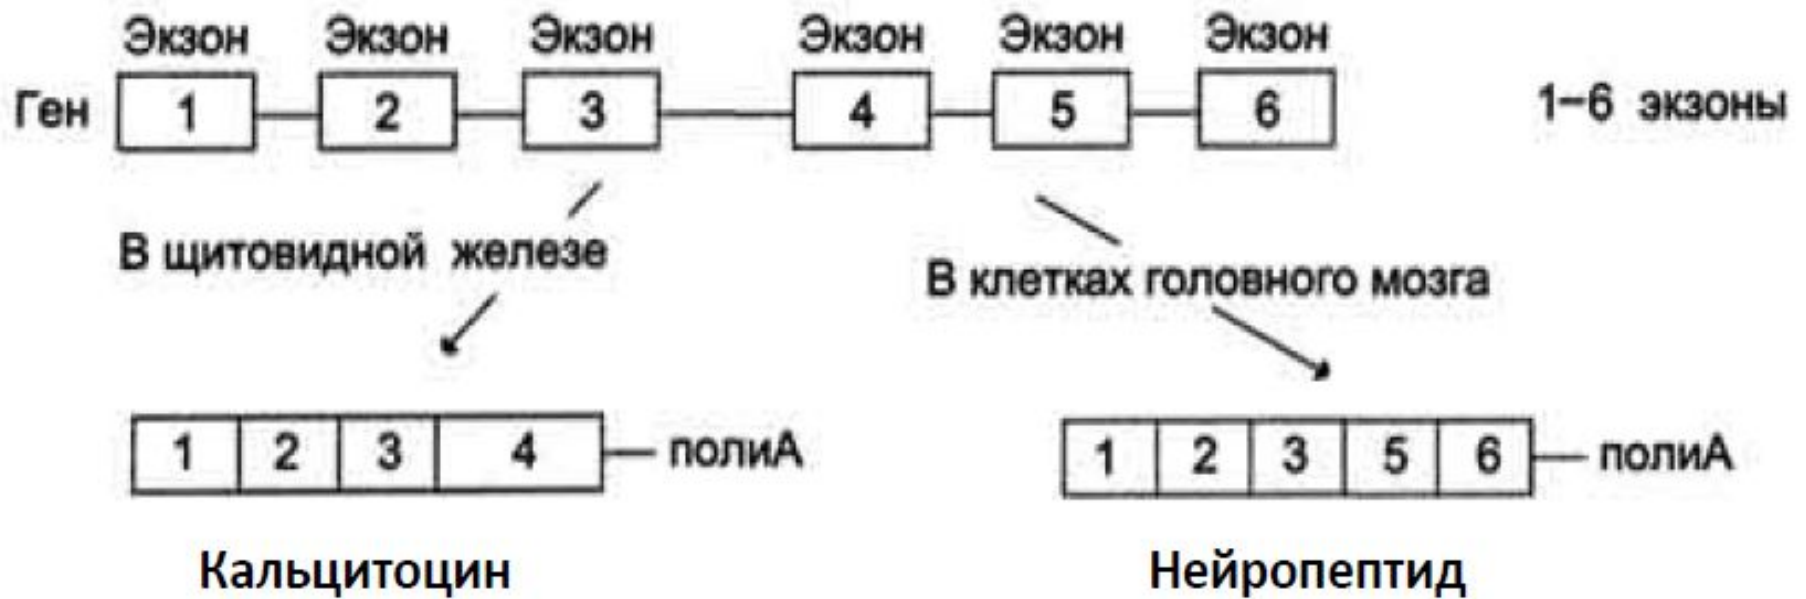 Экзон Экзон Экзон Экзон Экзон Экзон
Ген 1 2 3 4 5 6 1–6 экзоны
В щитовидной железе
В клетках головного мозга
1 2 3 4 полиА
1 2 3 5 6 полиА
Кальцитоцин
Нейропептид